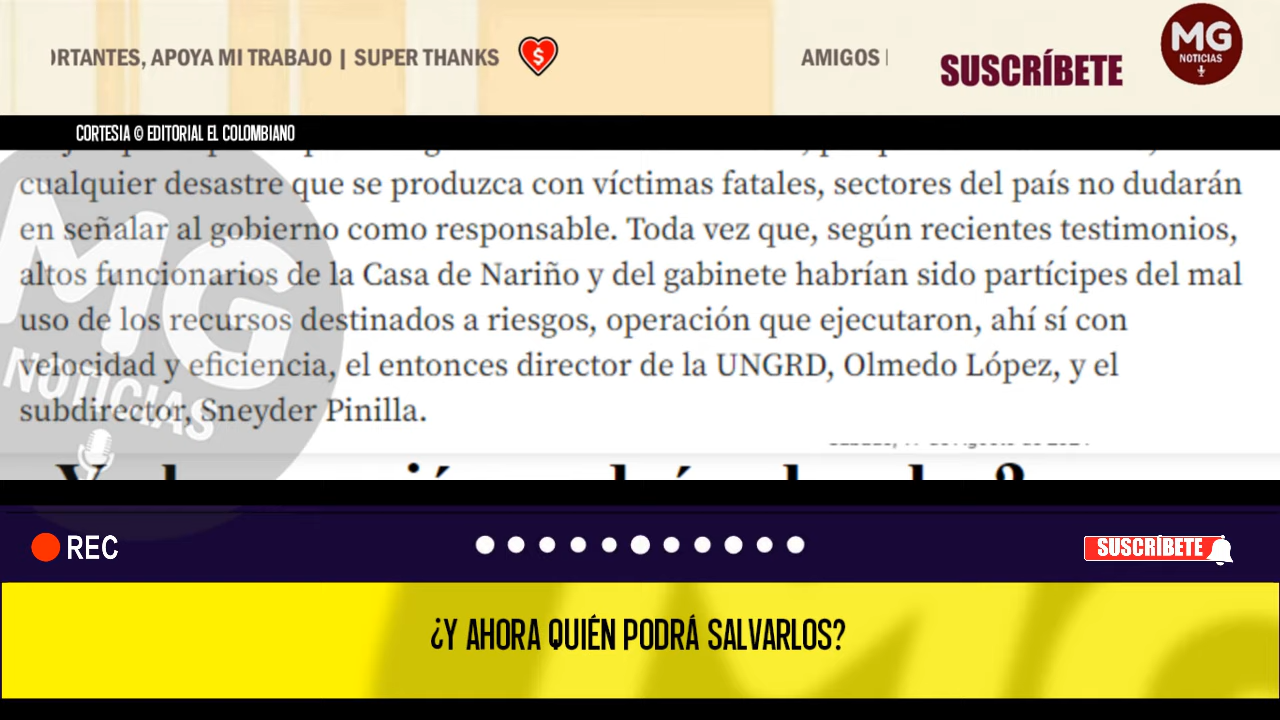 RTANTES, APOYA MI TRABAJO | SUPER THANKS
$
AMIGOS
SUSCRÍBETE
MG
NOTICIAS
CORTESIA © EDITORIAL EL COLOMBIANO
cualquier desastre que se produzca con víctimas fatales, sectores del país no dudarán
en señalar al gobierno como responsable. Toda vez que, según recientes testimonios,
altos funcionarios de la Casa de Nariño y del gabinete habrían sido partícipes del mal
uso de los recursos destinados a riesgos, operación que ejecutaron, ahí sí con
velocidad y eficiencia, el entonces director de la UNGRD, Olmedo López, y el
subdirector, Sneyder Pinilla.
MG
NOTICIAS
REC
SUSCRÍBETE
¿Y AHORA QUIÉN PODRÁ SALVARLOS?